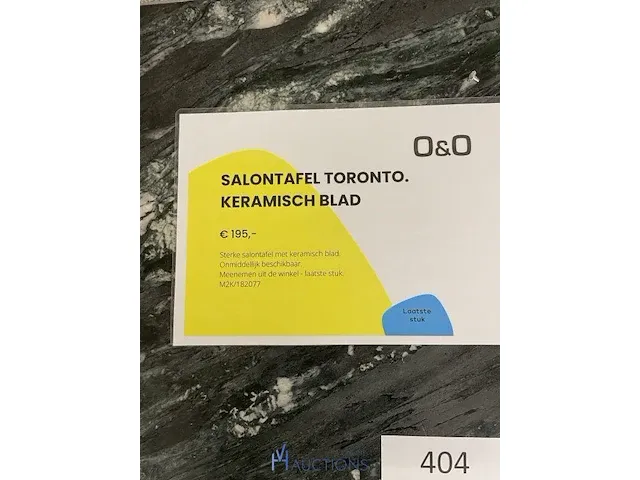 O&O
SALONTAFEL TORONTO.
KERAMISCH BLAD
€ 195,-
Sterke salontafel met keramisch blad.
Onmiddellijk beschikbaar.
Meenemen uit de winkel - laatste stuk.
M2K/182077
Laatste
stuk
AUCTIONS
404